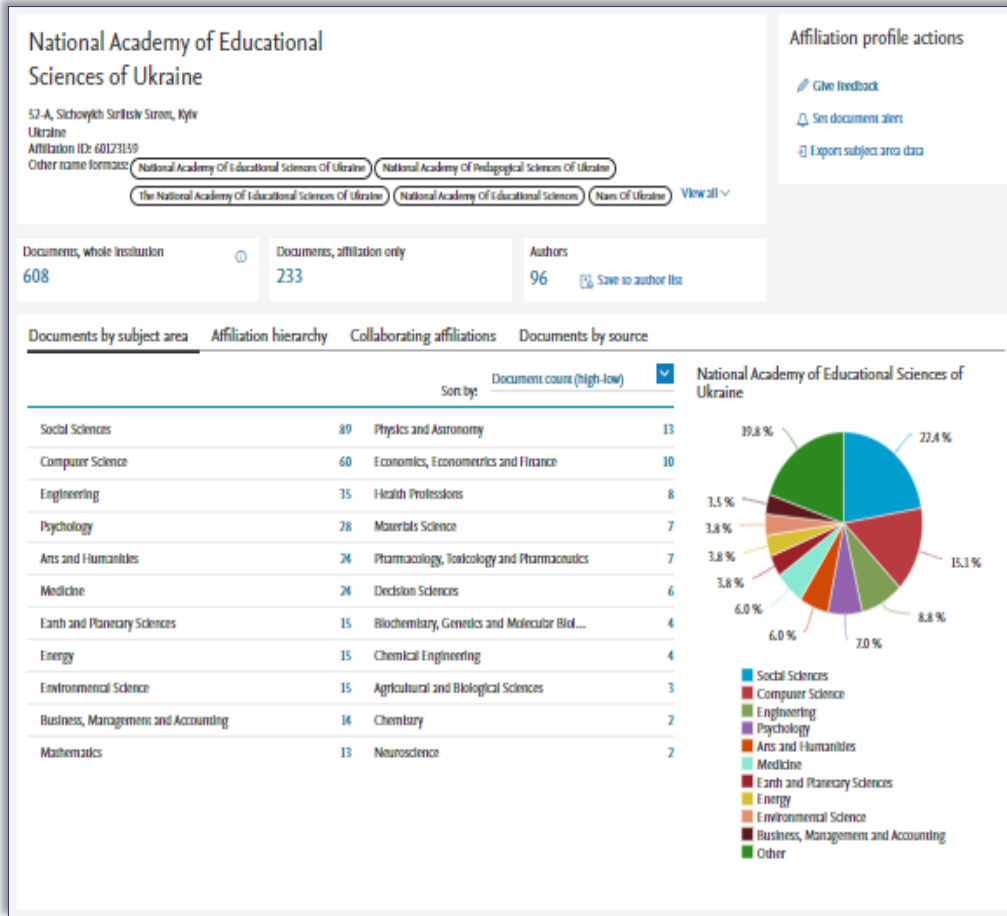 National Academy of Educational
Sciences of Ukraine
52-A, Sichovykh Striltsiv Street, Kyiv
Ukraine
Affiliation ID: 60123159
Other name formats: National Academy Of Educational Sciences Of Ukraine National Academy Of Pedagogical Sciences Of Ukraine
The National Academy Of Educational Sciences Of Ukraine National Academy Of Educational Sciences Naes Of Ukraine View all
Affiliation profile actions
Give feedback
Set document alert
Export subject area data
Documents, whole institution
608
Documents, affiliation only
233
Authors
96 Save to author list
Documents by subject area Affiliation hierarchy Collaborating affiliations Documents by source
Sort by: Document count (high-low)
Social Sciences 89 Physics and Astronomy 13
Computer Science 60 Economics, Econometrics and Finance 10
Engineering 35 Health Professions 8
Psychology 28 Materials Science 7
Arts and Humanities 24 Pharmacology, Toxicology and Pharmaceutics 7
Medicine 24 Decision Sciences 6
Earth and Planetary Sciences 15 Biochemistry, Genetics and Molecular Biol... 4
Energy 15 Chemical Engineering 4
Environmental Science 15 Agricultural and Biological Sciences 3
Business, Management and Accounting 14 Chemistry 2
Mathematics 13 Neuroscience 2
National Academy of Educational Sciences of
Ukraine
19.8 %
22.4 %
3.5 %
3.8 %
3.8 %
3.8 %
15.1 %
6.0 %
8.8 %
6.0 %
7.0 %
Social Sciences
Computer Science
Engineering
Psychology
Arts and Humanities
Medicine
Earth and Planetary Sciences
Energy
Environmental Science
Business, Management and Accounting
Other